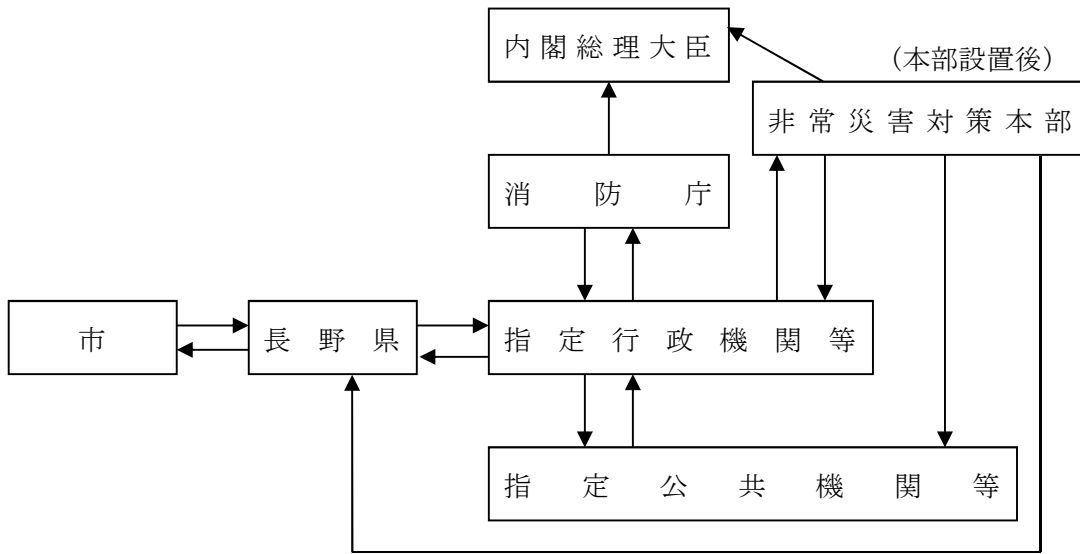 内閣総理大臣
(本部設置後)
非常災害対策本部
消防庁
市
長野県
指定行政機関等
指定公共機関等